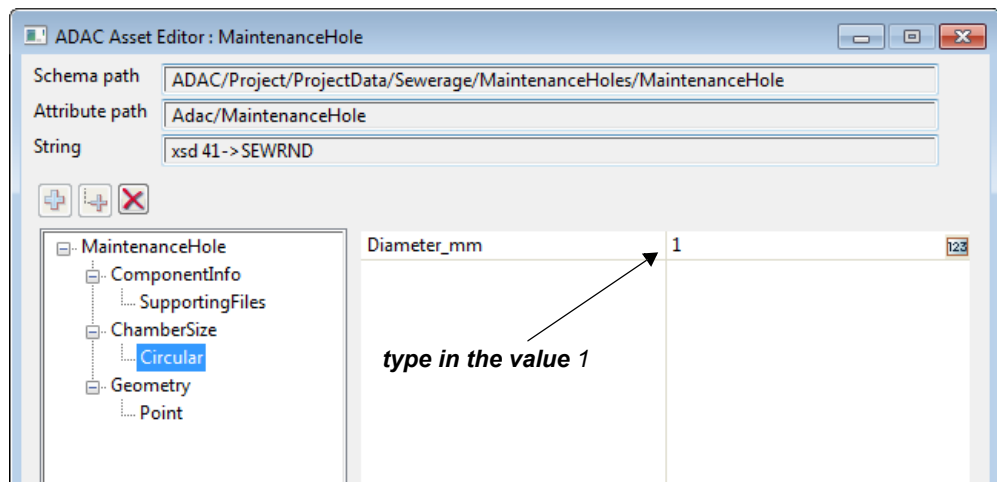 ADAC Asset Editor : MaintenanceHole
Schema path ADAC/Project/ProjectData/Sewerage/MaintenanceHoles/MaintenanceHole
Attribute path Adac/MaintenanceHole
String xsd 41->SEWRND
MaintenanceHole
ComponentInfo
SupportingFiles
ChamberSize
Circular
Geometry
Point
Diameter_mm 1 123
type in the value 1